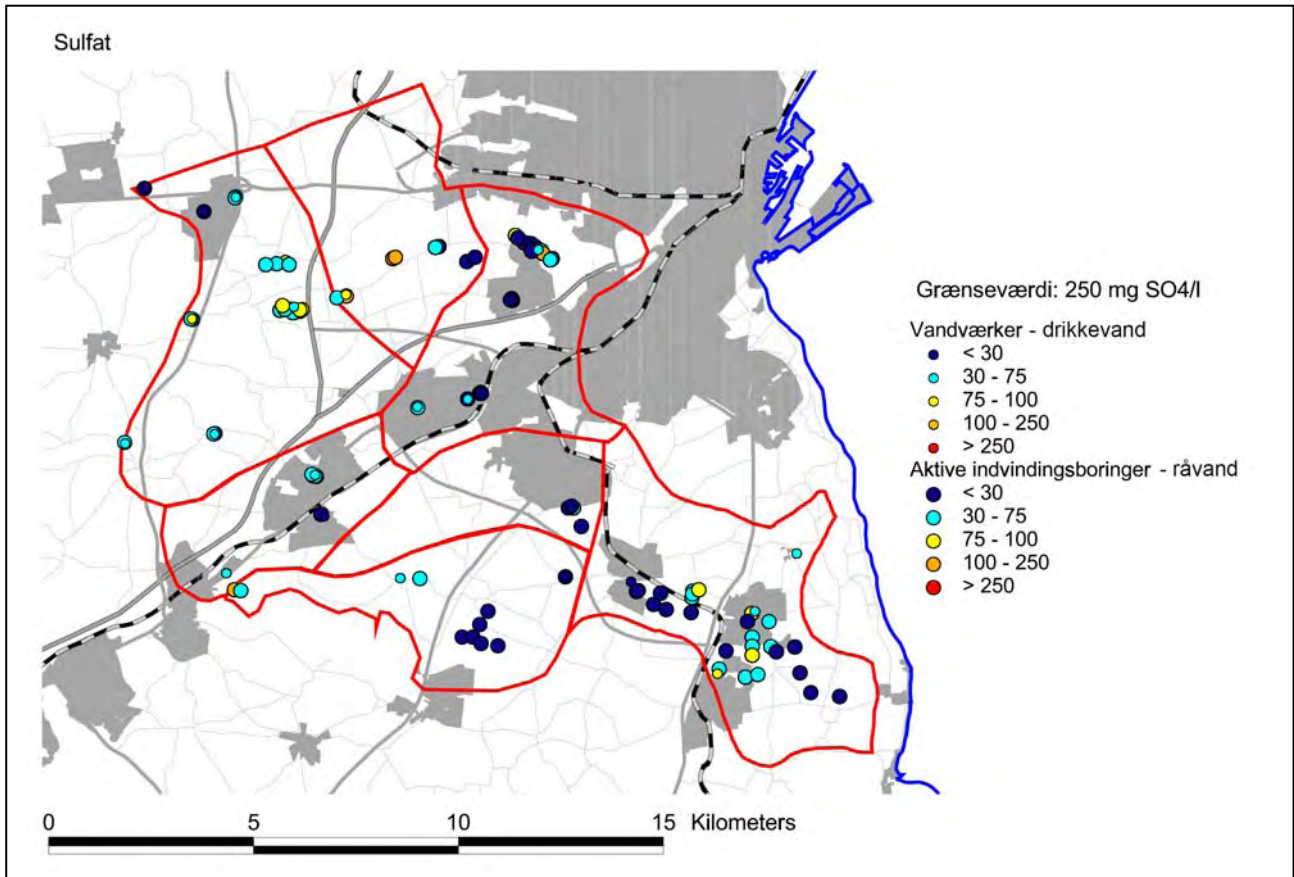 Sulfat
Grænseværdi: 250 mg SO4/l
Vandværker - drikkevand
< 30
30 - 75
75 - 100
100 - 250
> 250
Aktive indvindingsboringer - råvand
< 30
30 - 75
75 - 100
100 - 250
> 250
0 5 10 15 Kilometers